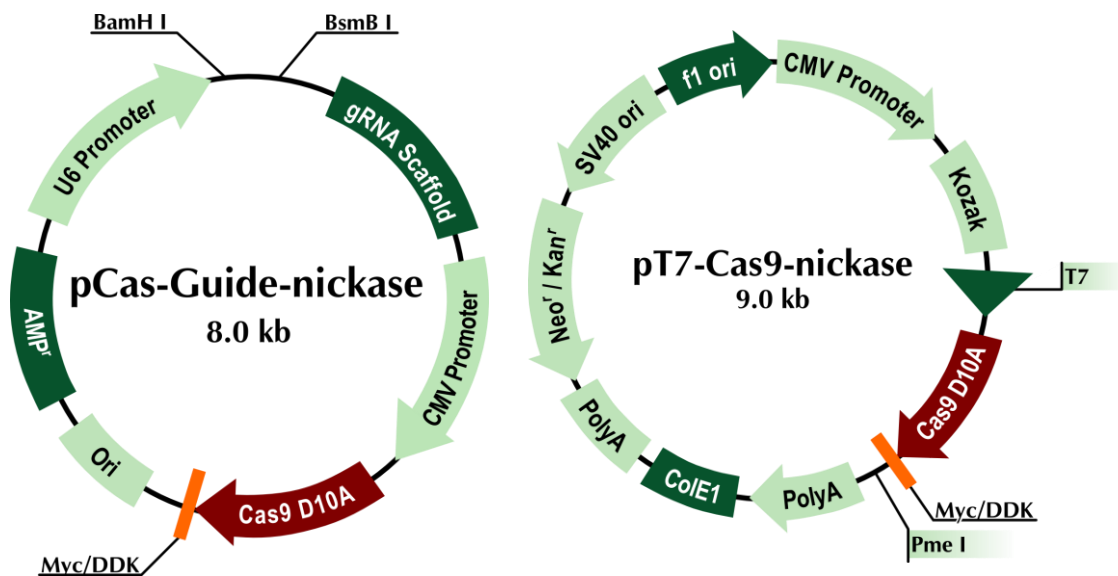 BamH I
BsmB I
U6 Promoter
gRNA Scaffold
pCas-Guide-nickase
8.0 kb
AMPʳ
CMV Promoter
Ori
Cas9 D10A
Myc/DDK
f1 ori
CMV Promoter
SV40 ori
Kozak
pT7-Cas9-nickase
9.0 kb
T7
Neoʳ / Kanʳ
Cas9 D10A
PolyA
ColE1
PolyA
Myc/DDK
Pme I